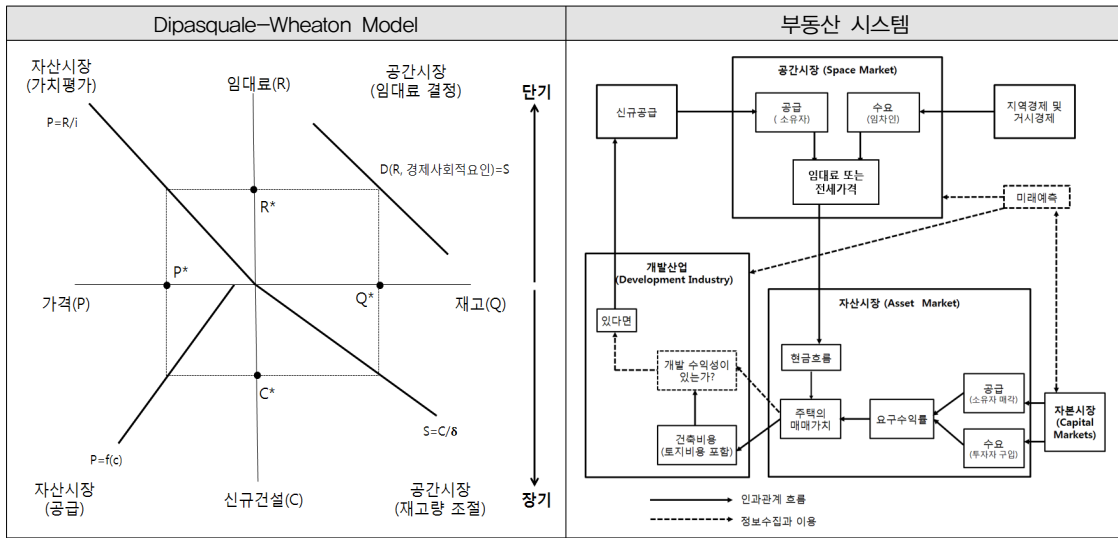 Dipasquale-Wheaton Model
부동산 시스템
자산시장
(가치평가)
임대료(R)
공간시장
(임대료 결정)
단기
P=R/i
D(R, 경제사회적요인)=S
R*
P*
Q*
가격(P)
재고(Q)
C*
S=C/δ
P=f(c)
자산시장
(공급)
신규건설(C)
공간시장
(재고량 조절)
장기
공간시장 (Space Market)
신규공급
공급
( 소유자)
수요
(임차인)
지역경제 및
거시경제
임대료 또는
전세가격
미래예측
개발산업
(Development Industry)
자산시장 (Asset Market)
있다면
개발 수익성이
있는가?
현금흐름
건축비용
(토지비용 포함)
주택의
매매가치
요구수익률
공급
(소유자 매각)
수요
(투자자 구입)
자본시장
(Capital
Markets)
인과관계 흐름
정보수집과 이용